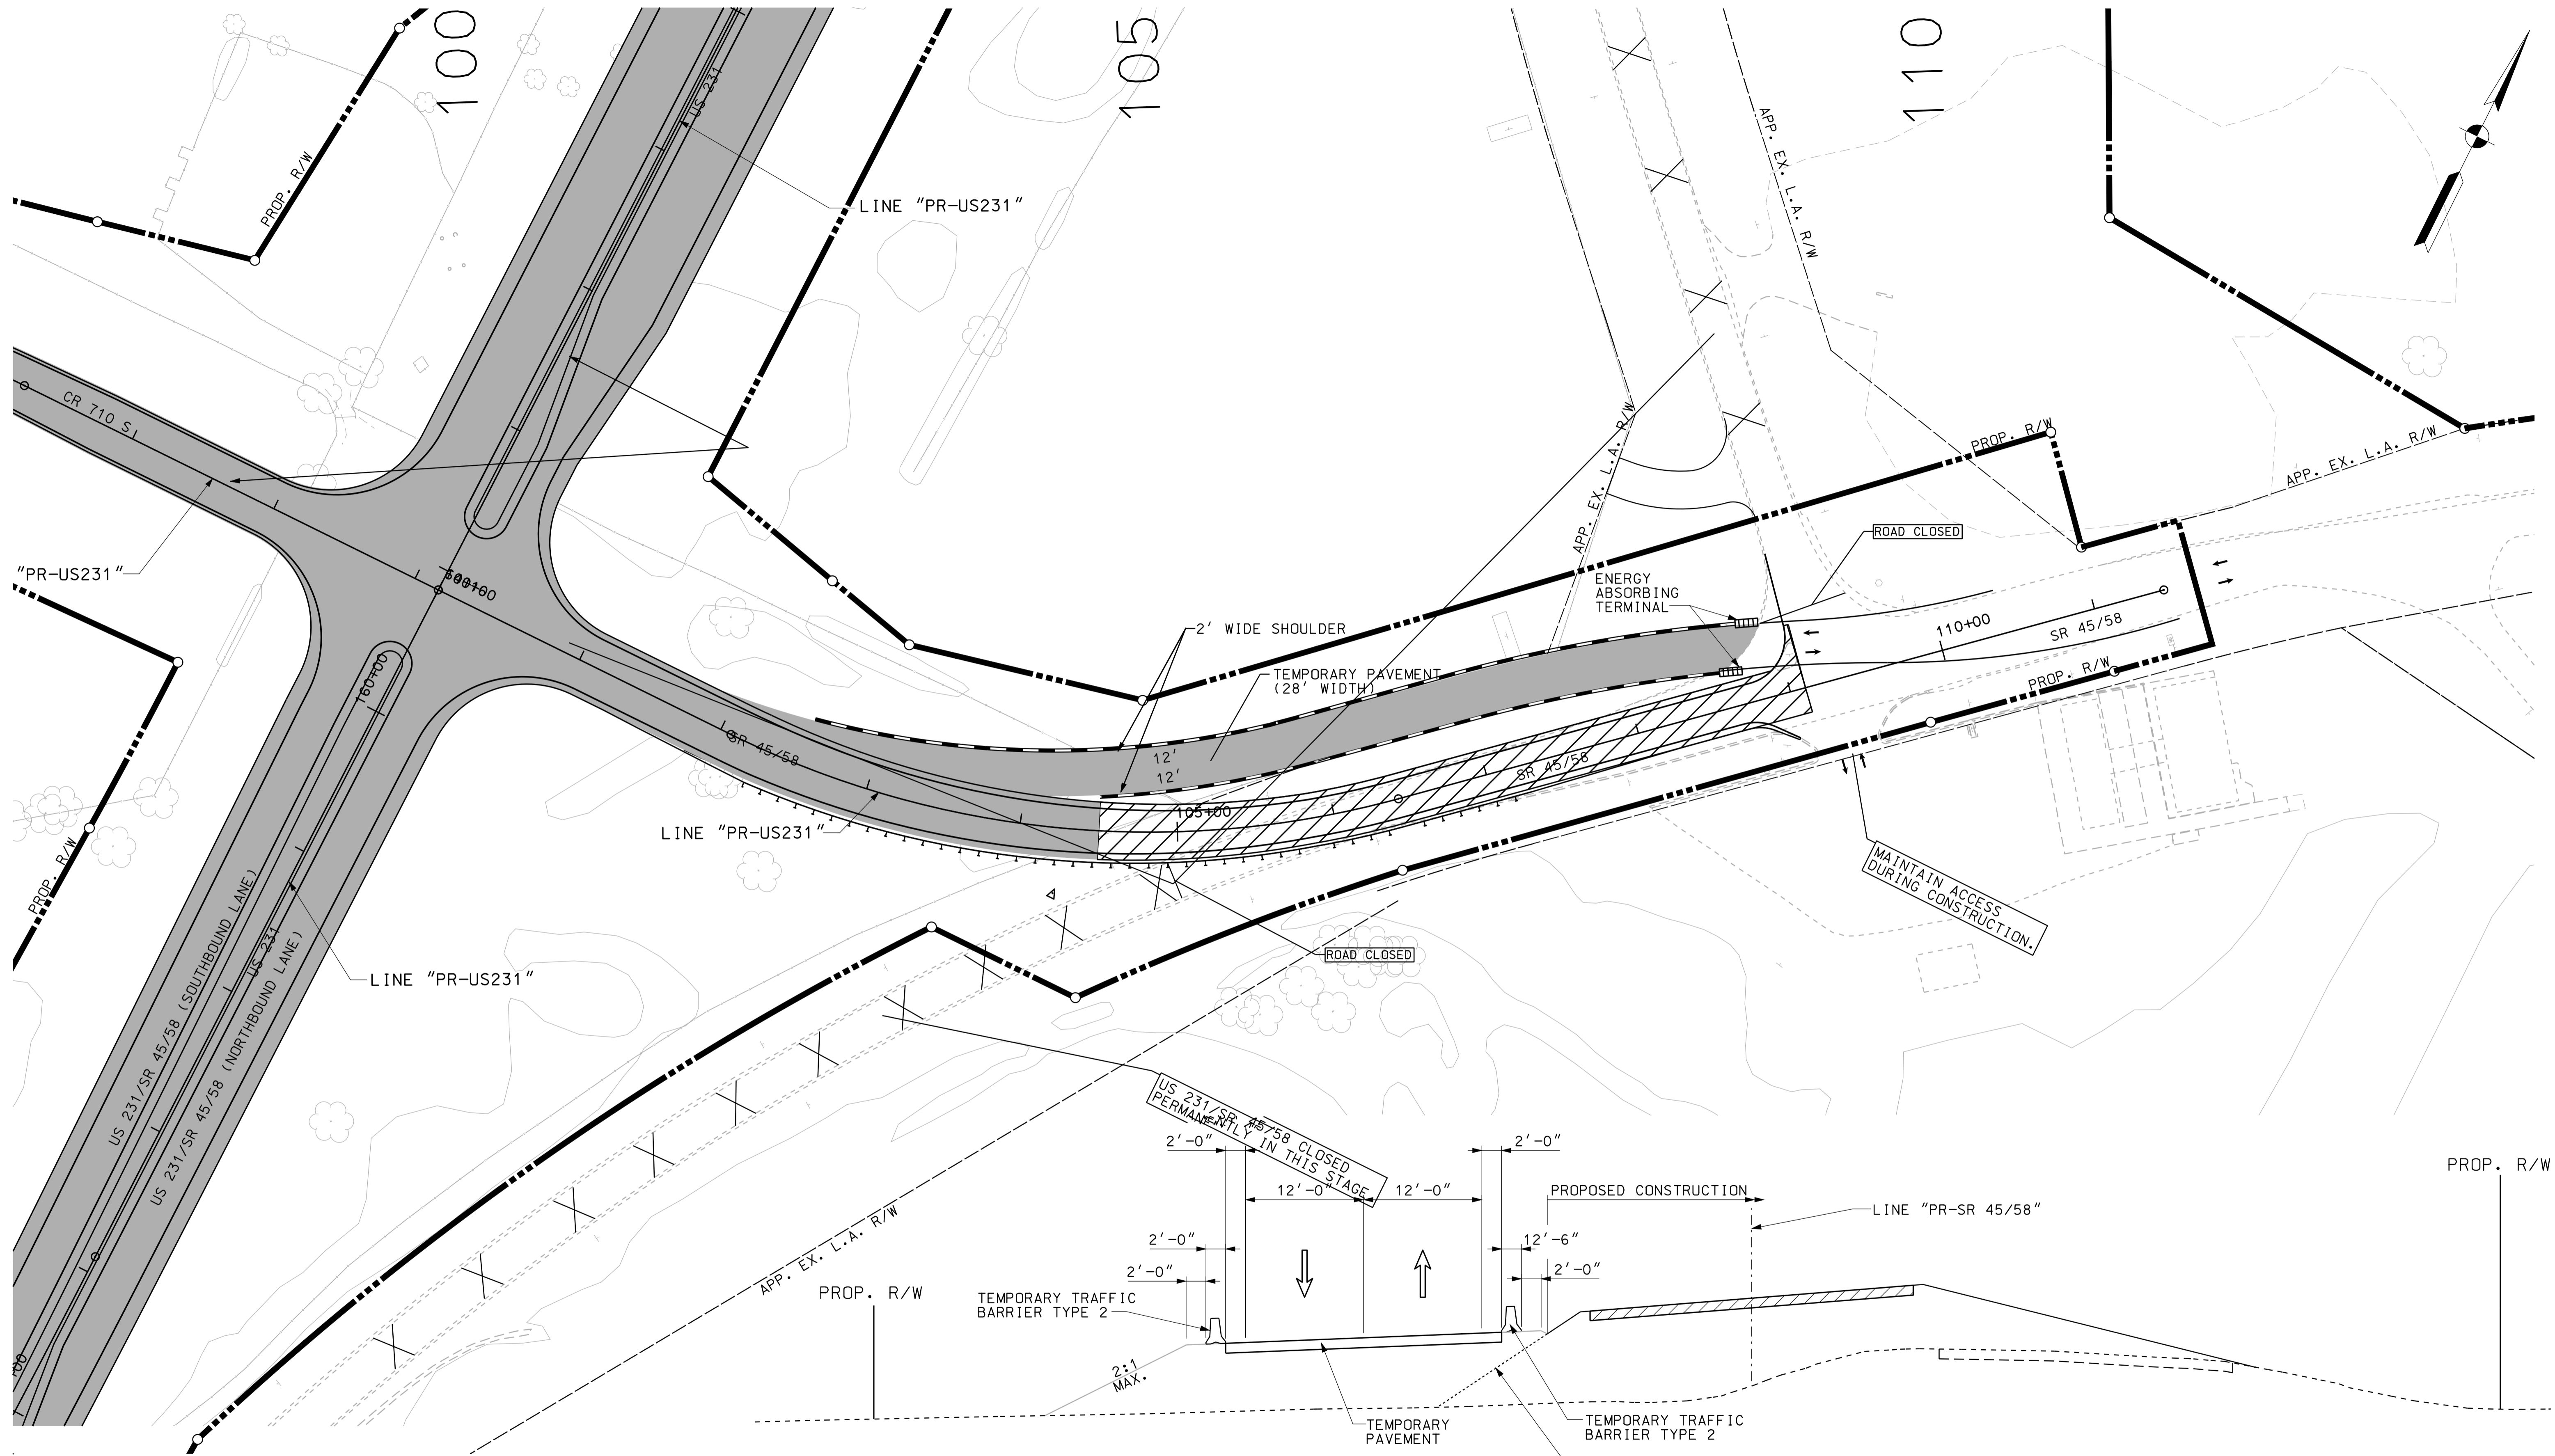 100
105
110
PROP. R/W
US 231
LINE "PR-US231"
APP. EX. L.A. R/W
CR 710 S
APP. EX. L.A. R/W
PROP. R/W
APP. EX. L.A. R/W
ROAD CLOSED
"PR-US231"
ENERGY
ABSORBING
TERMINAL
2' WIDE SHOULDER
110+00
SR 45/58
160+00
TEMPORARY PAVEMENT
(28' WIDTH)
PROP. R/W
SR 45/58
12'
12'
SR 45/58
LINE "PR-US231"
105+00
MAINTAIN ACCESS
DURING CONSTRUCTION.
PROP. R/W
ROAD CLOSED
US 231
LINE "PR-US231"
US 231/SR 45/58 (SOUTHBOUND LANE)
US 231/SR 45/58 (NORTHBOUND LANE)
US 231/SR 45/58 CLOSED
PERMANENTLY IN THIS STAGE
APP. EX. L.A. R/W
2'-0"
2'-0"
PROP. R/W
12'-0"
12'-0"
PROPOSED CONSTRUCTION
LINE "PR-SR 45/58"
2'-0"
12'-6"
2'-0"
2'-0"
PROP. R/W
TEMPORARY TRAFFIC
BARRIER TYPE 2
2:1
MAX.
TEMPORARY
PAVEMENT
TEMPORARY TRAFFIC
BARRIER TYPE 2